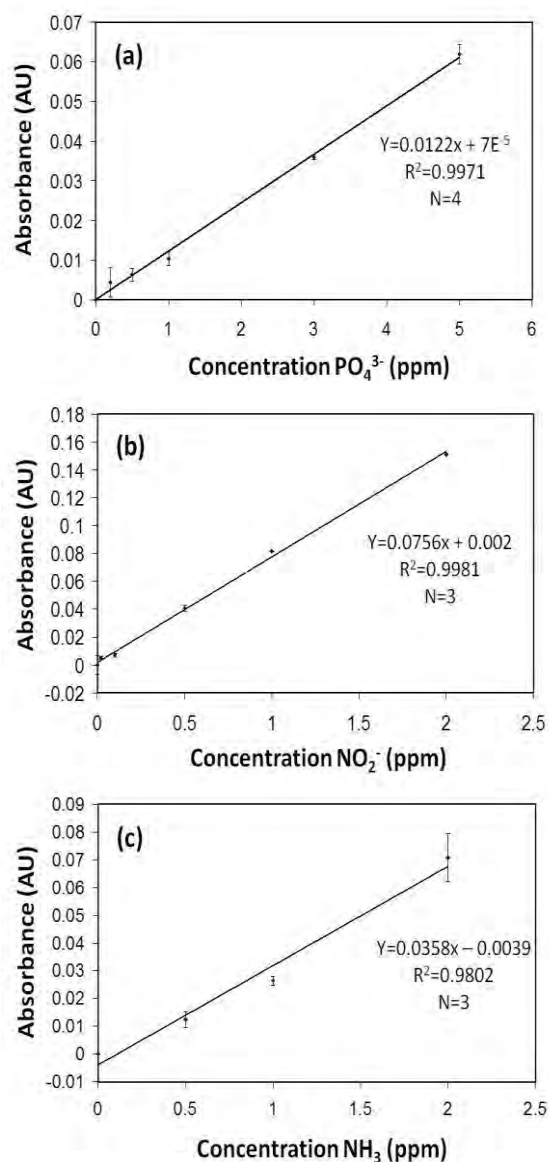 (a)
Absorbance (AU)
0.07
0.06
0.05
0.04
0.03
0.02
0.01
0
Y=0.0122x + 7E⁻⁵
R²=0.9971
N=4
0 1 2 3 4 5 6
Concentration PO₄³⁻ (ppm)
(b)
Absorbance (AU)
0.18
0.16
0.14
0.12
0.1
0.08
0.06
0.04
0.02
0
-0.02
Y=0.0756x + 0.002
R²=0.9981
N=3
0 0.5 1 1.5 2 2.5
Concentration NO₂⁻ (ppm)
(c)
Absorbance (AU)
0.09
0.08
0.07
0.06
0.05
0.04
0.03
0.02
0.01
0
-0.01
Y=0.0358x – 0.0039
R²=0.9802
N=3
0 0.5 1 1.5 2 2.5
Concentration NH₃ (ppm)